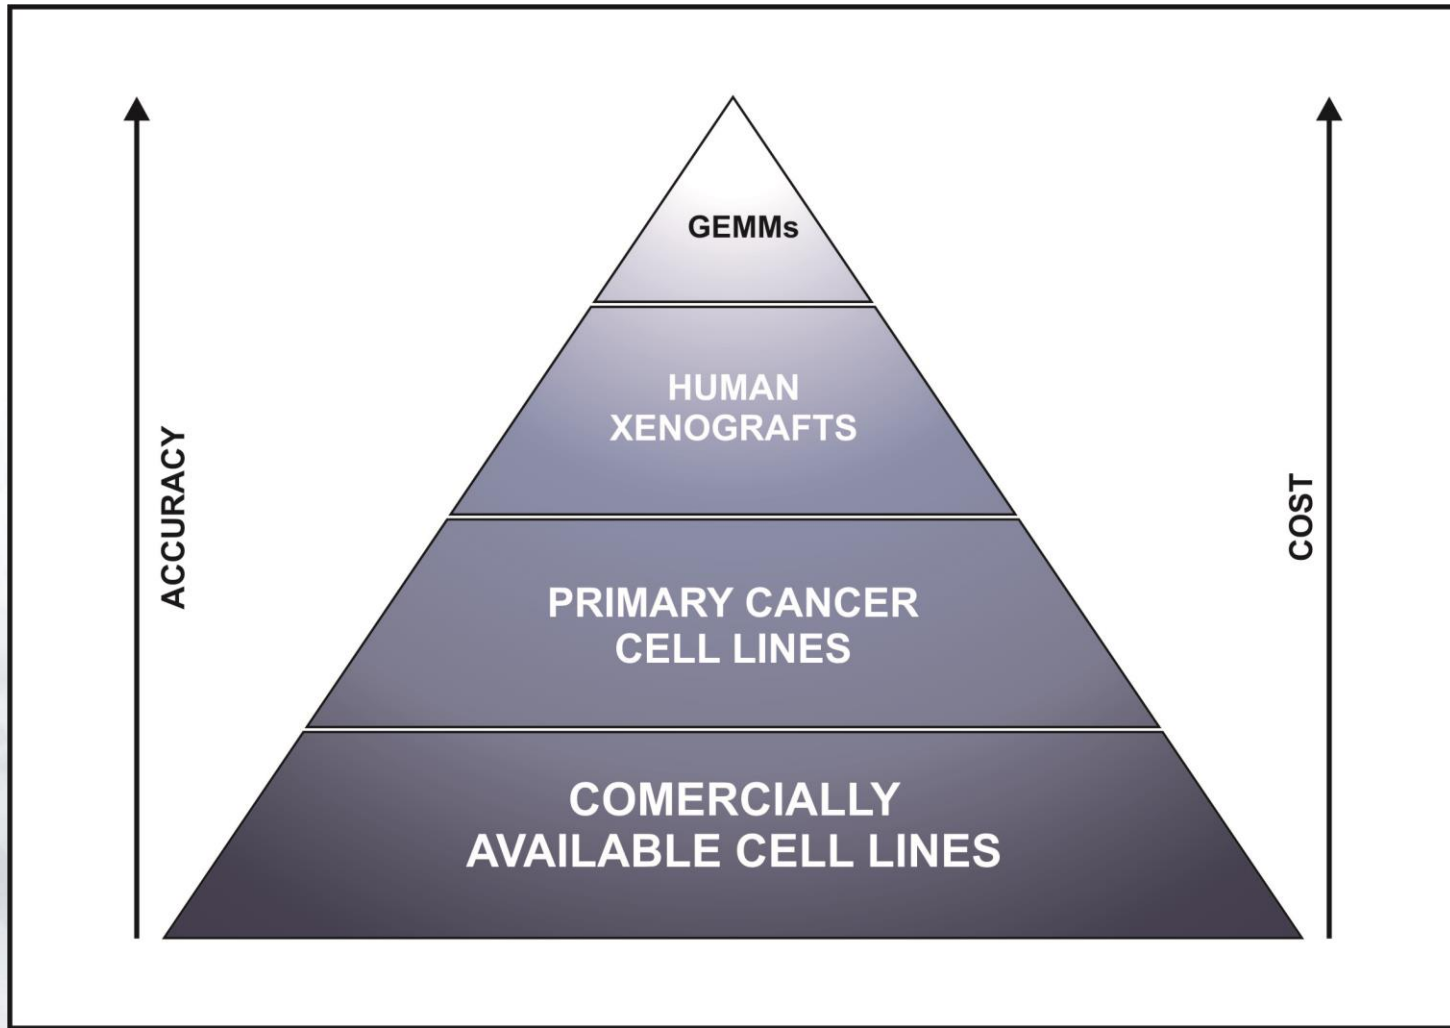 GEMMs
HUMAN
XENOGRAFTS
ACCURACY
COST
PRIMARY CANCER
CELL LINES
COMERCIALLY
AVAILABLE CELL LINES